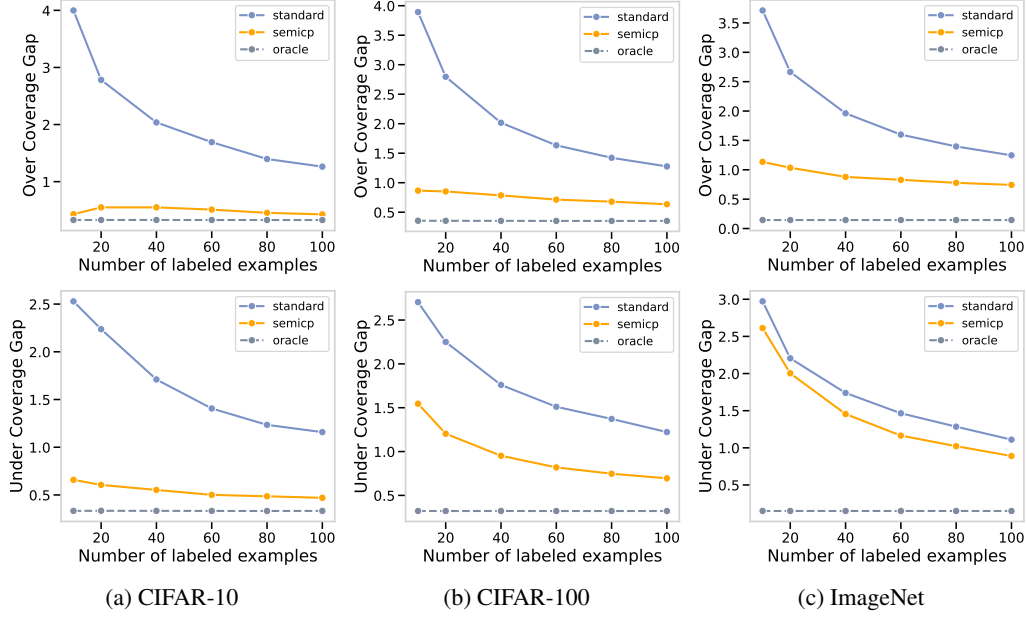 Over Coverage Gap
4
3
2
1
standard
semicp
oracle
20 40 60 80 100
Number of labeled examples
Over Coverage Gap
4.0
3.5
3.0
2.5
2.0
1.5
1.0
0.5
standard
semicp
oracle
20 40 60 80 100
Number of labeled examples
Over Coverage Gap
3.5
3.0
2.5
2.0
1.5
1.0
0.5
0.0
standard
semicp
oracle
20 40 60 80 100
Number of labeled examples
Under Coverage Gap
2.5
2.0
1.5
1.0
0.5
standard
semicp
oracle
20 40 60 80 100
Number of labeled examples
(a) CIFAR-10
Under Coverage Gap
2.5
2.0
1.5
1.0
0.5
standard
semicp
oracle
20 40 60 80 100
Number of labeled examples
(b) CIFAR-100
Under Coverage Gap
3.0
2.5
2.0
1.5
1.0
0.5
standard
semicp
oracle
20 40 60 80 100
Number of labeled examples
(c) ImageNet